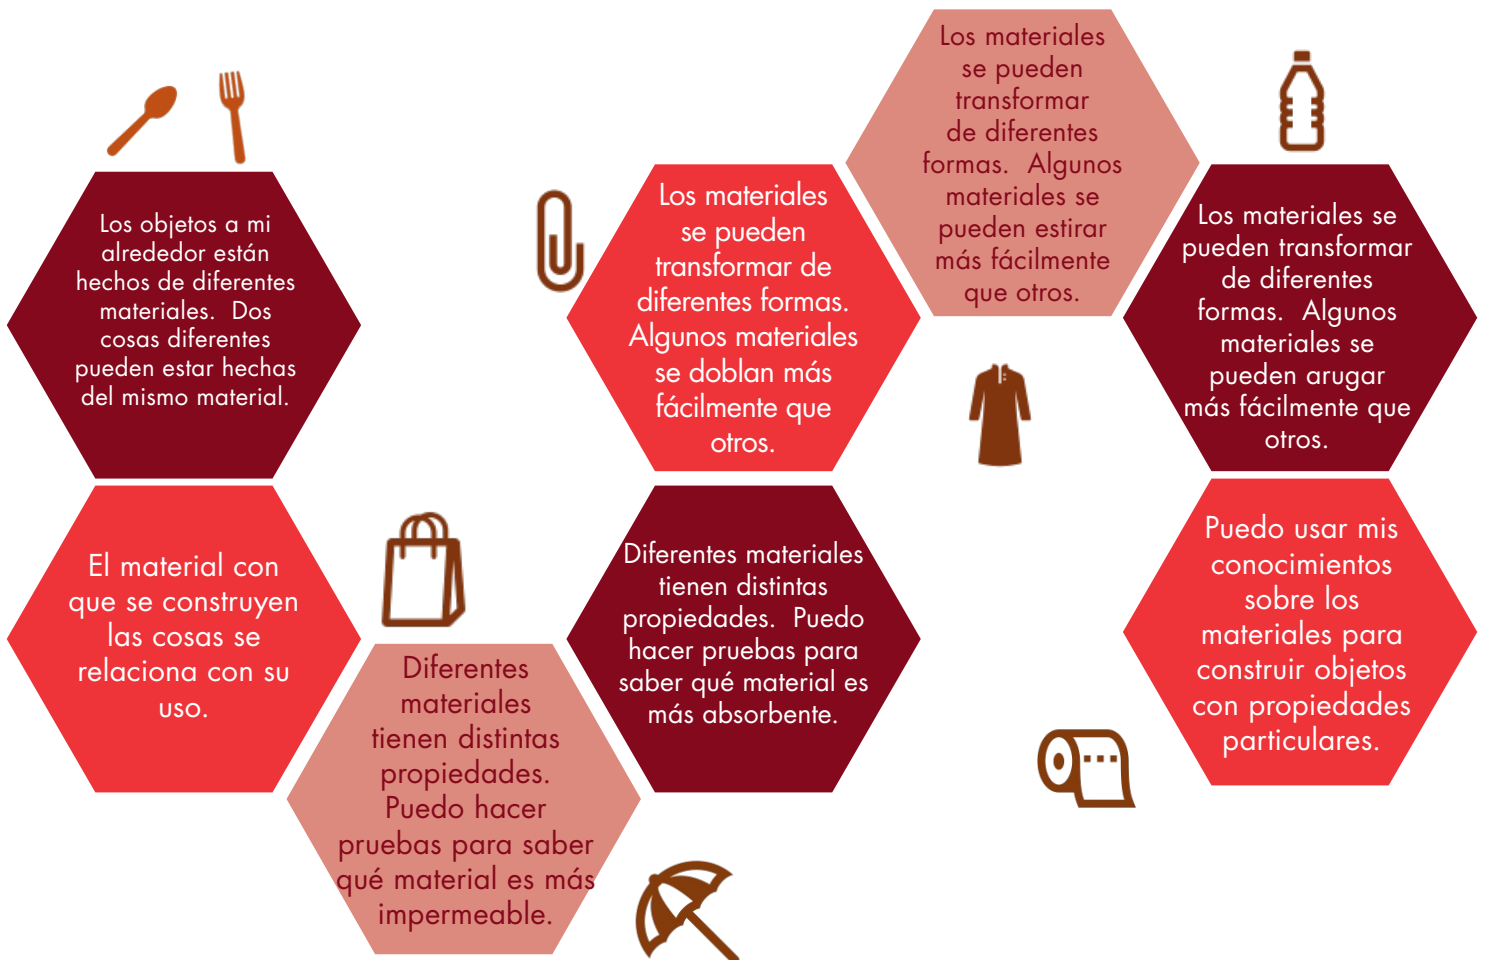 Los objetos a mi
alrededor están
hechos de diferentes
materiales.  Dos
cosas diferentes
pueden estar hechas
del mismo material.
El material con
que se construyen
las cosas se
relaciona con su
uso.
Diferentes
materiales
tienen distintas
propiedades.
Puedo hacer
pruebas para saber
qué material es más
impermeable.
Diferentes materiales
tienen distintas
propiedades.  Puedo
hacer pruebas para
saber qué material es
más absorbente.
Los materiales
se pueden
transformar de
diferentes formas.
Algunos materiales
se doblan más
fácilmente que
otros.
Los materiales
se pueden
transformar
de diferentes
formas.  Algunos
materiales se
pueden estirar
más fácilmente
que otros.
Los materiales se
pueden transformar
de diferentes
formas.  Algunos
materiales se
pueden arugar
más fácilmente que
otros.
Puedo usar mis
conocimientos
sobre los
materiales para
construir objetos
con propiedades
particulares.